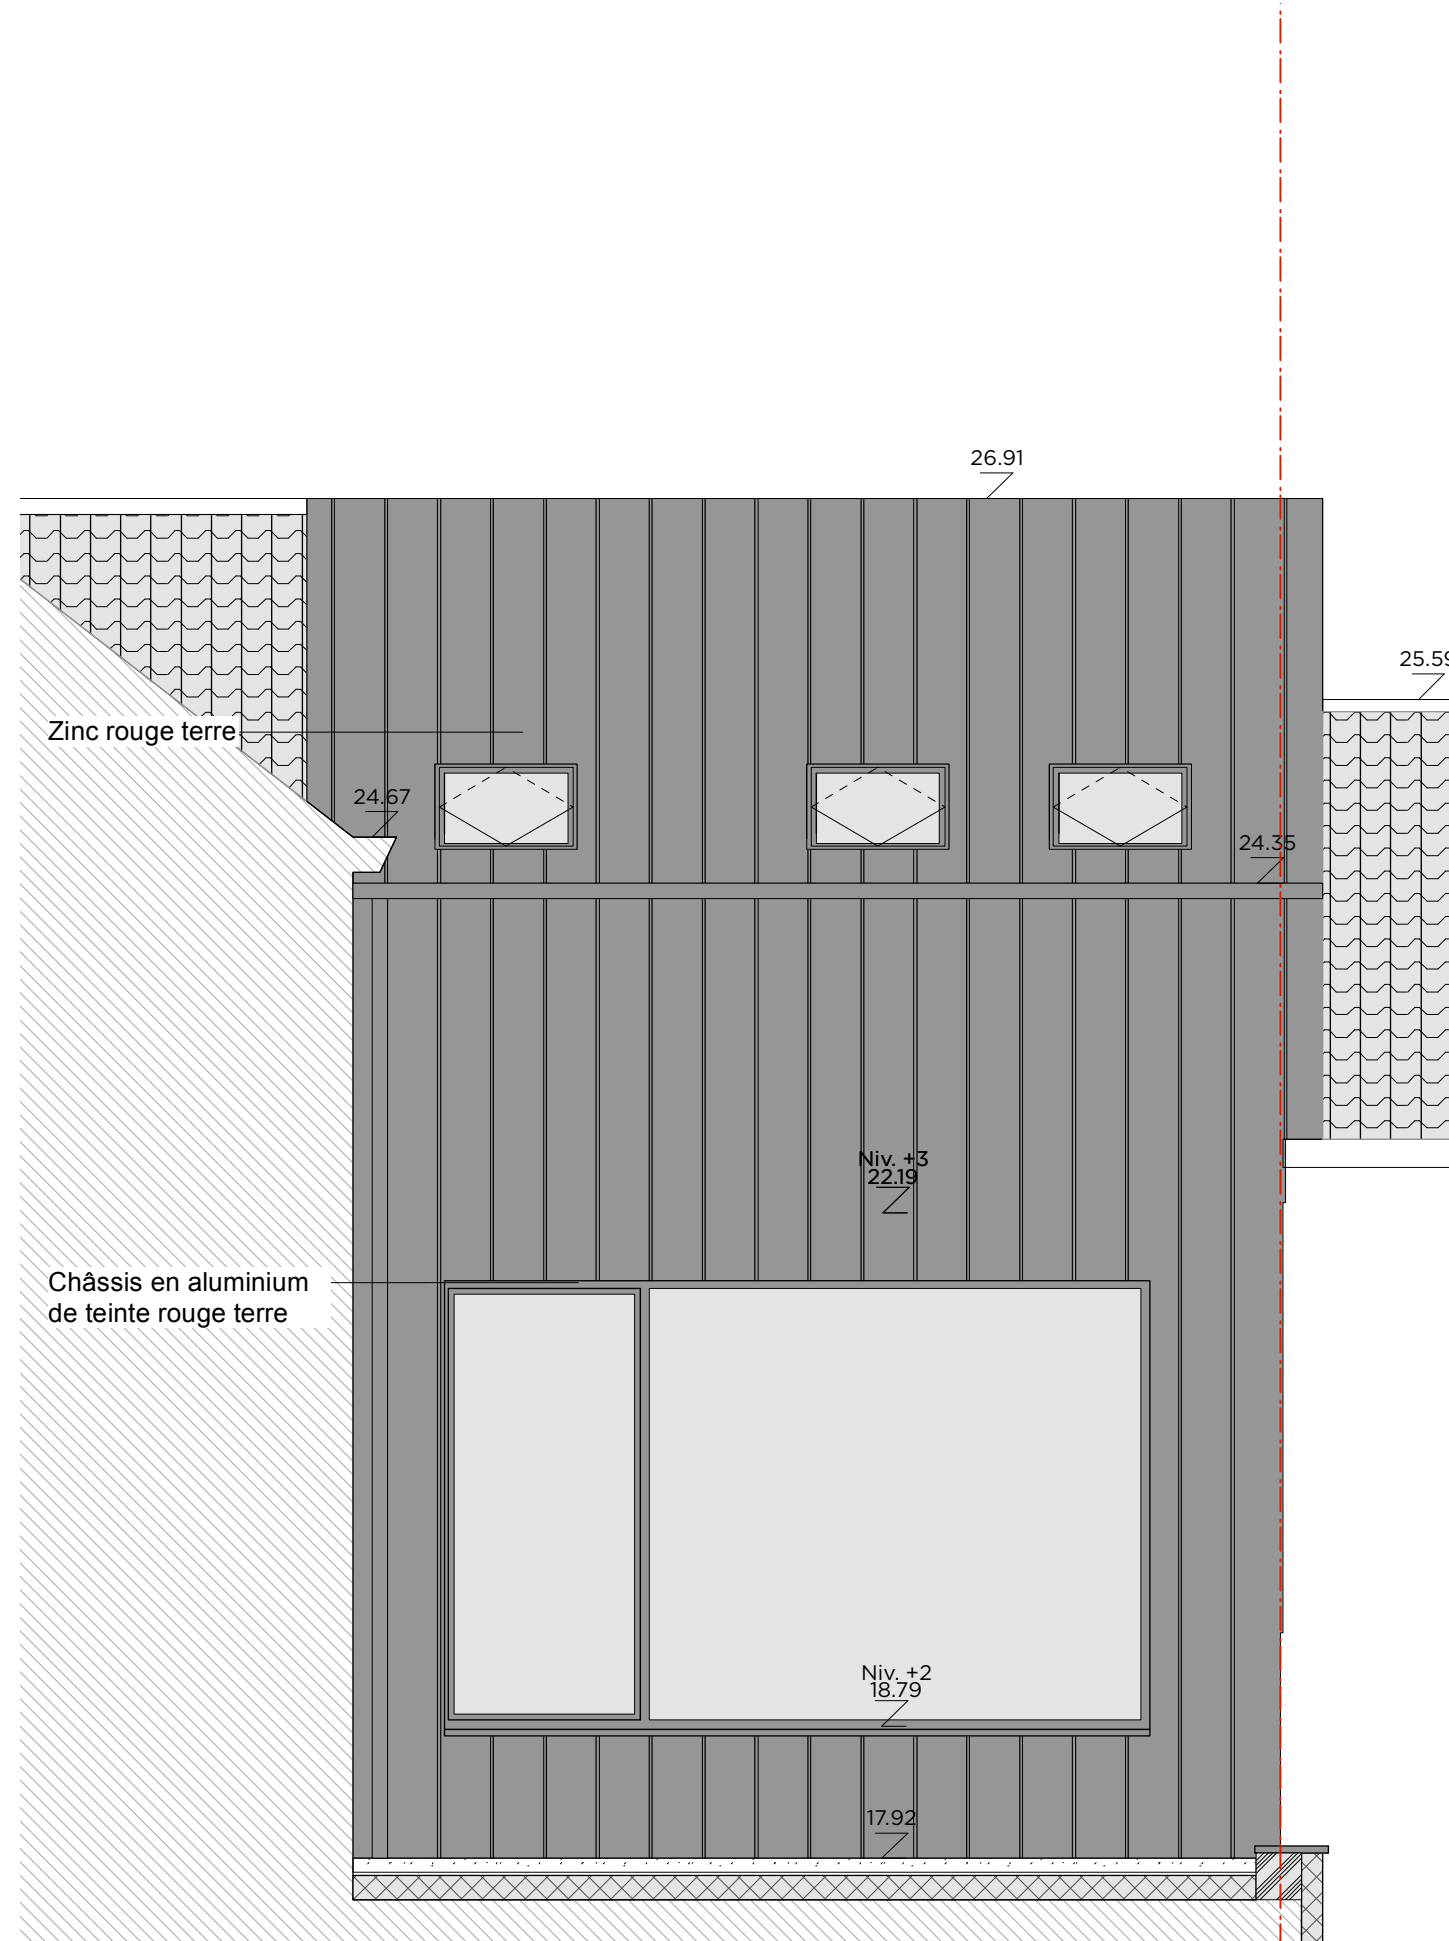 26.91
25.59
Zinc rouge terre
24.67
24.35
Niv. +3
22.19
Châssis en aluminium
de teinte rouge terre
Niv. +2
18.79
17.92